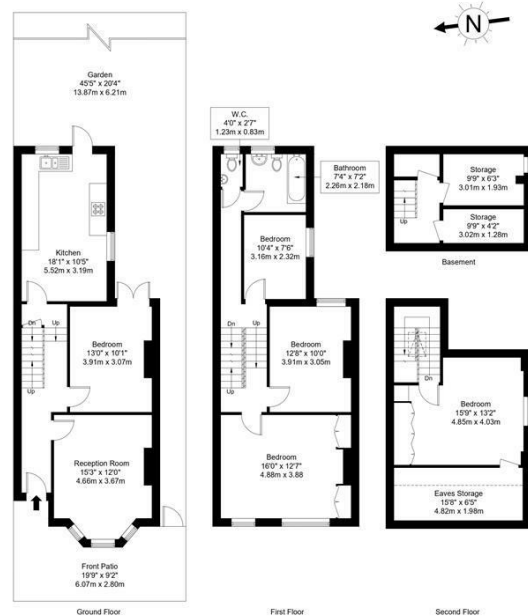 N
Garden
45'5" x 20'4"
13.87m x 6.21m
W.C.
4'0" x 2'7"
1.23m x 0.83m
Bathroom
7'4" x 7'2"
2.26m x 2.18m
Kitchen
18'1" x 10'5"
5.52m x 3.19m
Bedroom
10'4" x 7'6"
3.16m x 2.32m
Storage
9'9" x 6'3"
3.01m x 1.93m
Storage
9'9" x 4'2"
3.02m x 1.28m
Up
Basement
Dn
Up
Up
Bedroom
13'0" x 10'1"
3.91m x 3.07m
Dn
Up
Up
Bedroom
12'8" x 10'0"
3.91m x 3.05m
Dn
Bedroom
15'9" x 13'2"
4.85m x 4.03m
Reception Room
15'3" x 12'0"
4.66m x 3.67m
Bedroom
16'0" x 12'7"
4.88m x 3.88
Eaves Storage
15'8" x 6'5"
4.82m x 1.98m
Front Patio
19'9" x 9'2"
6.07m x 2.80m
Ground Floor
First Floor
Second Floor